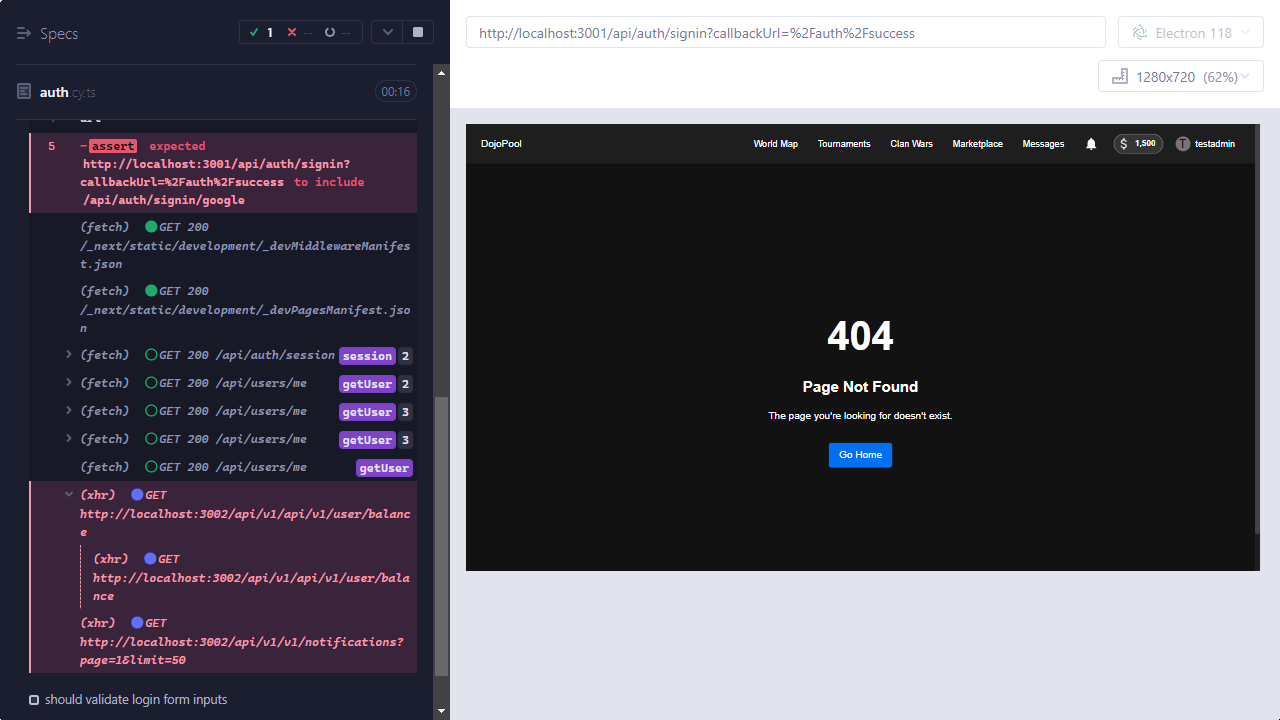 Specs
1
--
--
auth.cy.ts
00:16
url
5
-assert expected
http://localhost:3001/api/auth/signin?
callbackUrl=%2Fauth%2Fsuccess to include
/api/auth/signin/google
(fetch) GET 200
/_next/static/development/_devMiddlewareManifes
t.json
(fetch) GET 200
/_next/static/development/_devPagesManifest.jso
n
(fetch) GET 200 /api/auth/session session 2
(fetch) GET 200 /api/users/me getUser 2
(fetch) GET 200 /api/users/me getUser 3
(fetch) GET 200 /api/users/me getUser 3
(fetch) GET 200 /api/users/me getUser
(xhr) GET
http://localhost:3002/api/v1/api/v1/user/balanc
e
(xhr) GET
http://localhost:3002/api/v1/api/v1/user/bala
nce
(xhr) GET
http://localhost:3002/api/v1/v1/notifications?
page=1&limit=50
should validate login form inputs
http://localhost:3001/api/auth/signin?callbackUrl=%2Fauth%2Fsuccess
Electron 118
1280x720 (62%)
DojoPool
World Map
Tournaments
Clan Wars
Marketplace
Messages
$ 1,500
T testadmin
404
Page Not Found
The page you're looking for doesn't exist.
Go Home